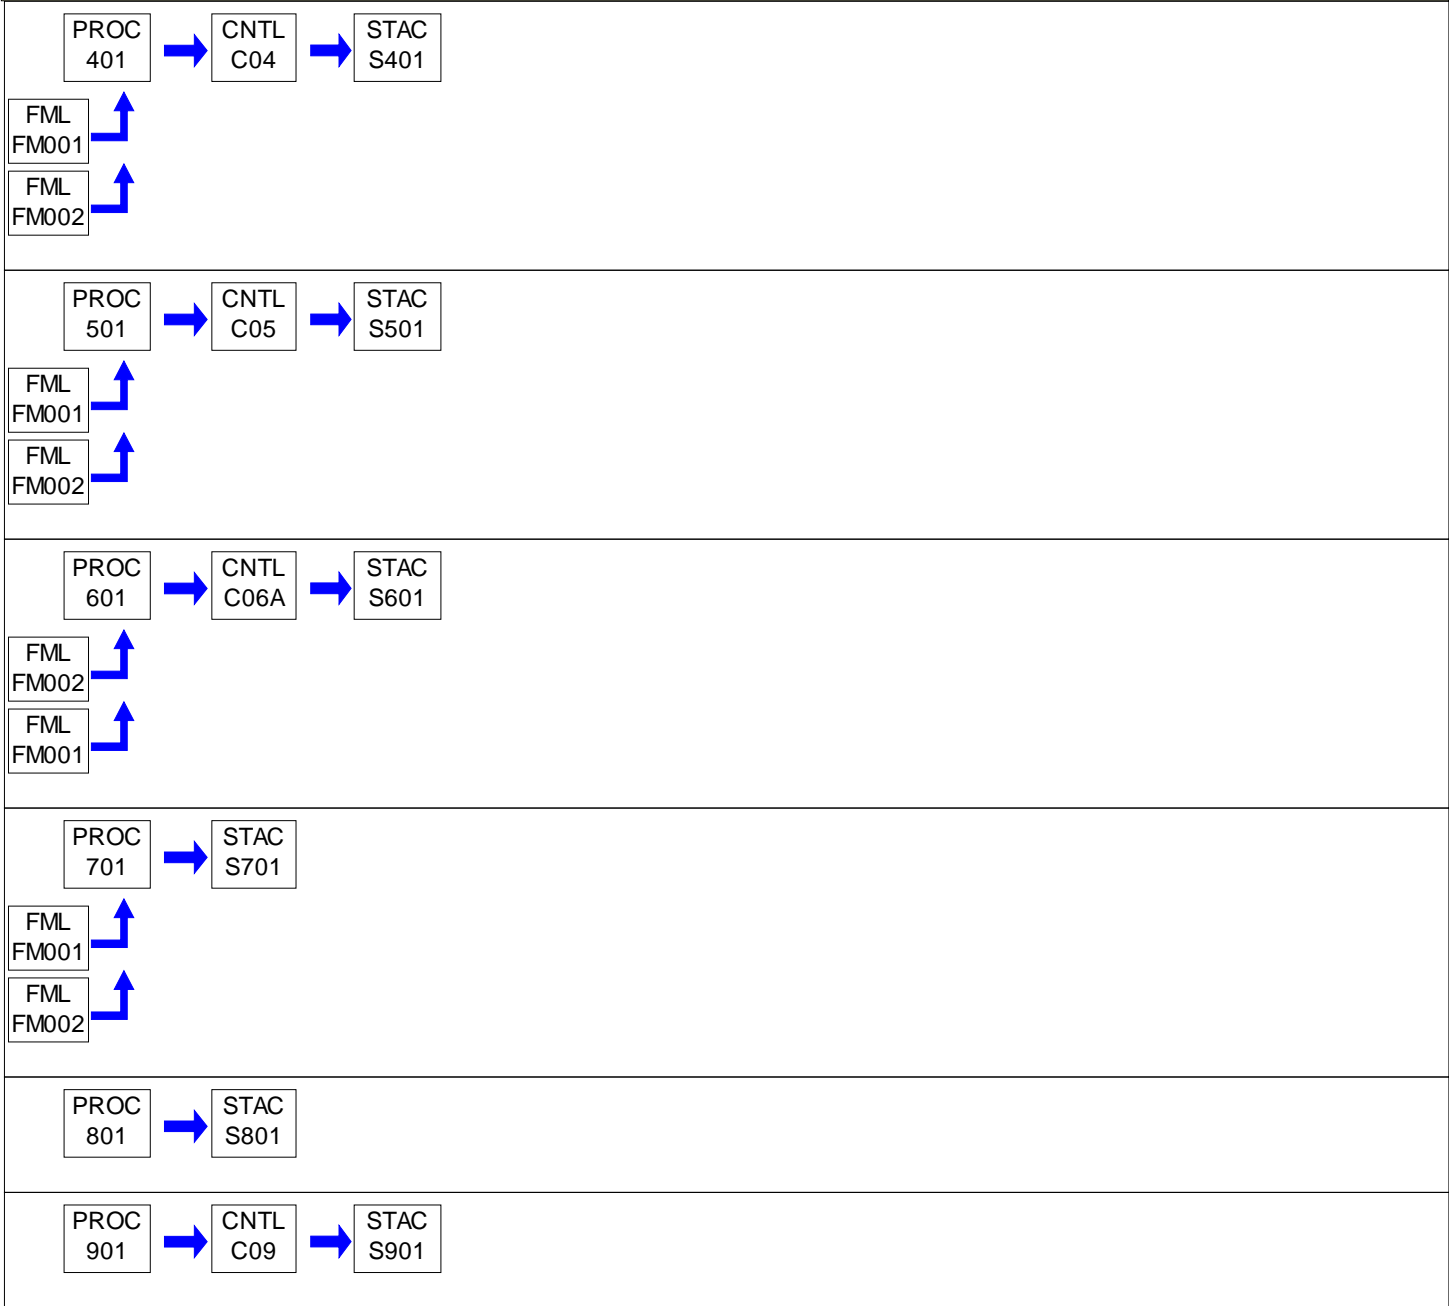 PROC
401
CNTL
C04
STAC
S401
FML
FM001
FML
FM002
PROC
501
CNTL
C05
STAC
S501
FML
FM001
FML
FM002
PROC
601
CNTL
C06A
STAC
S601
FML
FM002
FML
FM001
PROC
701
STAC
S701
FML
FM001
FML
FM002
PROC
801
STAC
S801
PROC
901
CNTL
C09
STAC
S901